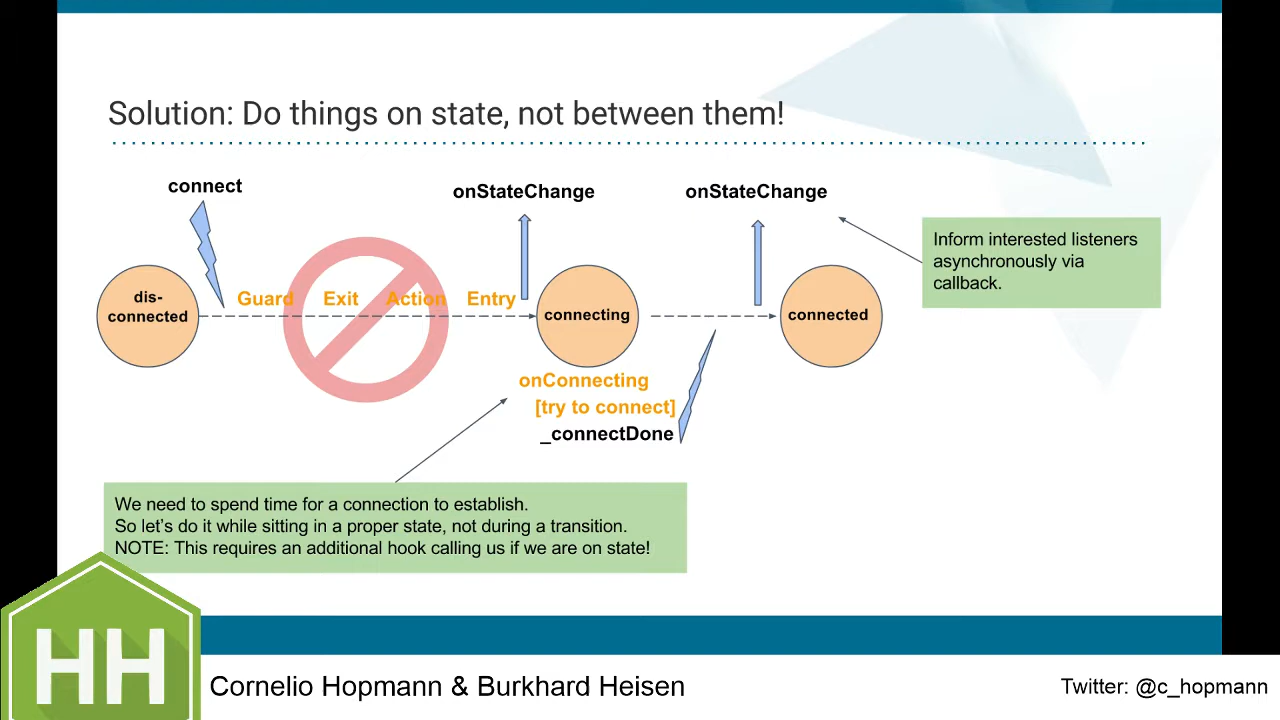 Solution: Do things on state, not between them!
connect
onStateChange
onStateChange
Inform interested listeners
asynchronously via
callback.
dis-
connected
Guard Exit Action Entry
connecting
connected
onConnecting
[try to connect]
_connectDone
We need to spend time for a connection to establish.
So let's do it while sitting in a proper state, not during a transition.
NOTE: This requires an additional hook calling us if we are on state!
HH
Cornelio Hopmann & Burkhard Heisen
Twitter: @c_hopmann